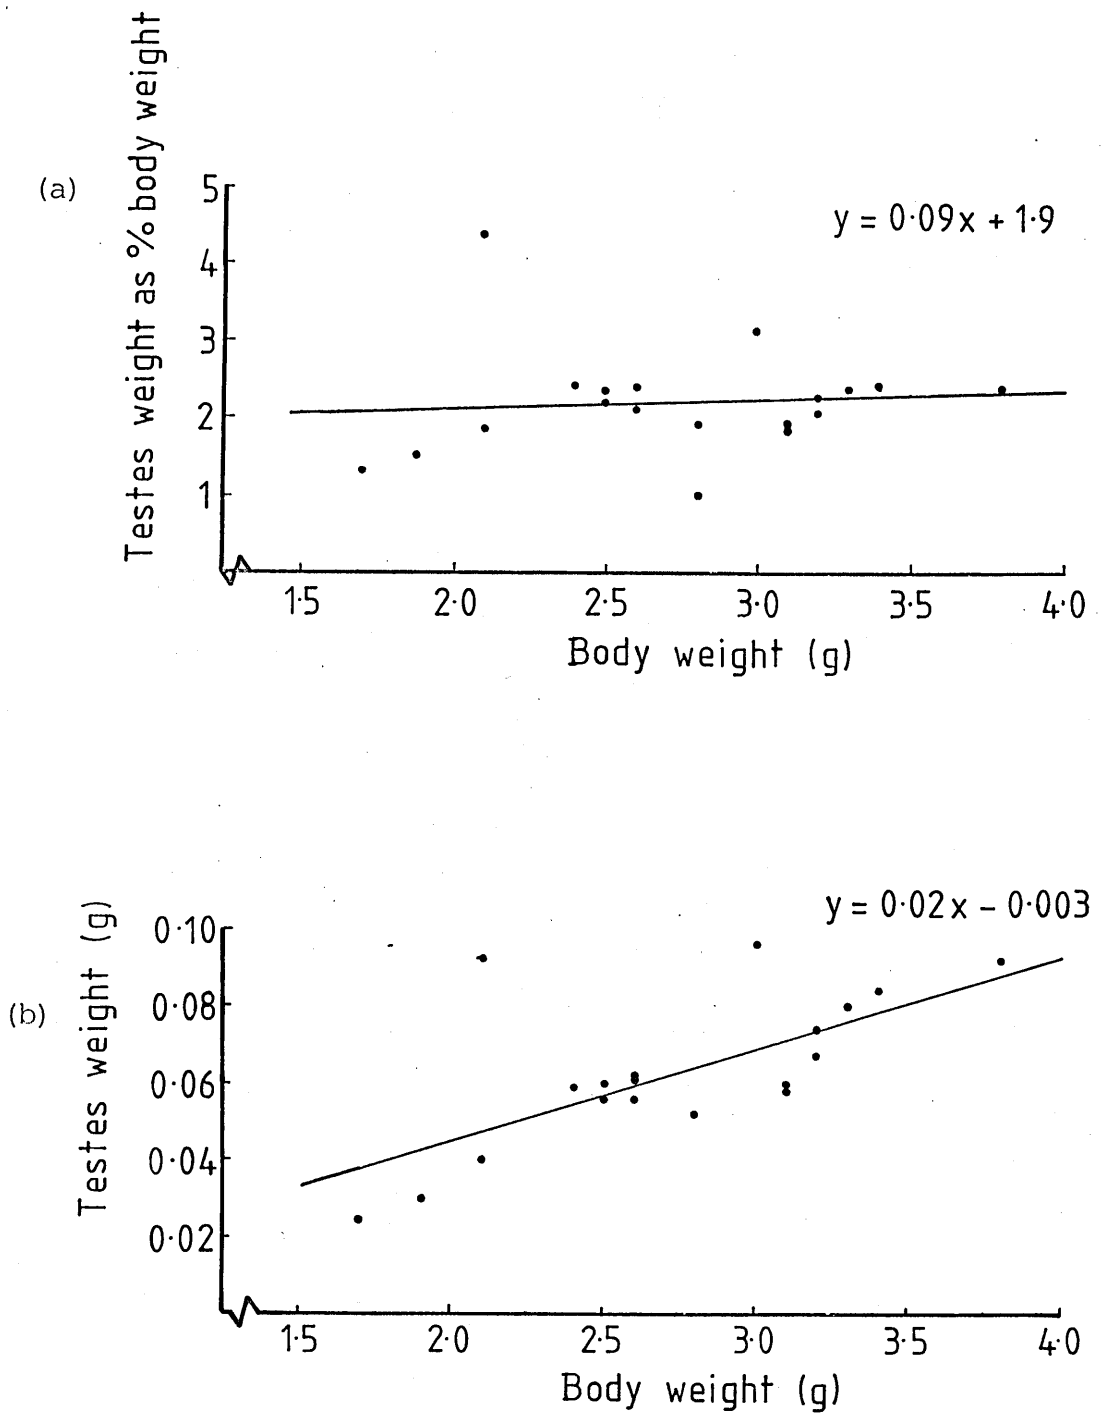 (a)
Testes weight as % body weight
y = 0·09x + 1·9
5
4
3
2
1
1·5 2·0 2·5 3·0 3·5 4·0
Body weight (g)
(b)
Testes weight (g)
y = 0·02x − 0·003
0·10
0·08
0·06
0·04
0·02
1·5 2·0 2·5 3·0 3·5 4·0
Body weight (g)